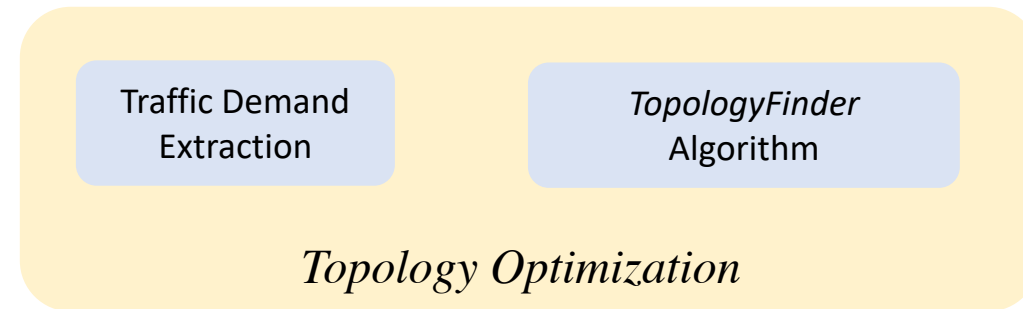 Traffic Demand
Extraction
TopologyFinder
Algorithm
Topology Optimization